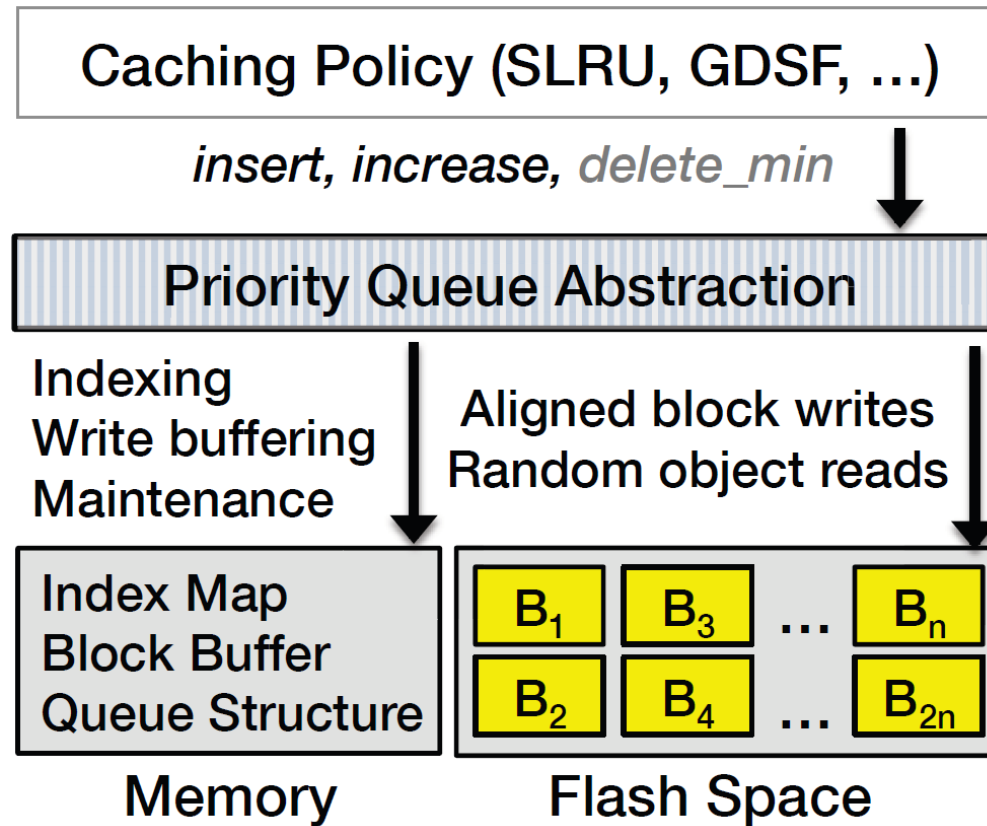 Caching Policy (SLRU, GDSF, ...)
insert, increase, delete_min
Priority Queue Abstraction
Indexing
Write buffering
Maintenance
Aligned block writes
Random object reads
Index Map
Block Buffer
Queue Structure
B1 B3 ... Bn
B2 B4 ... B2n
Memory
Flash Space